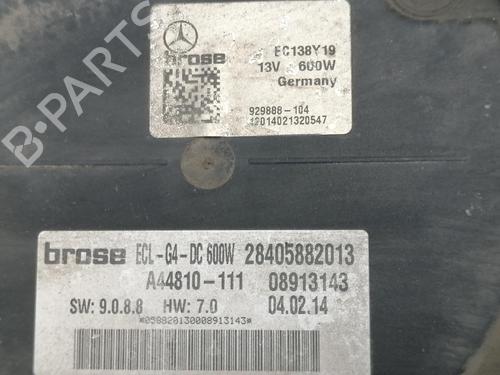 EC138Y19
brose
13V 600W
Germany
929888-104
12014021320547
brose ECL-G4-DC 600W 28405882013
A44810-111 08913143
SW: 9.0.8.8 HW: 7.0 04.02.14
*058820130008913143*
B-PARTS